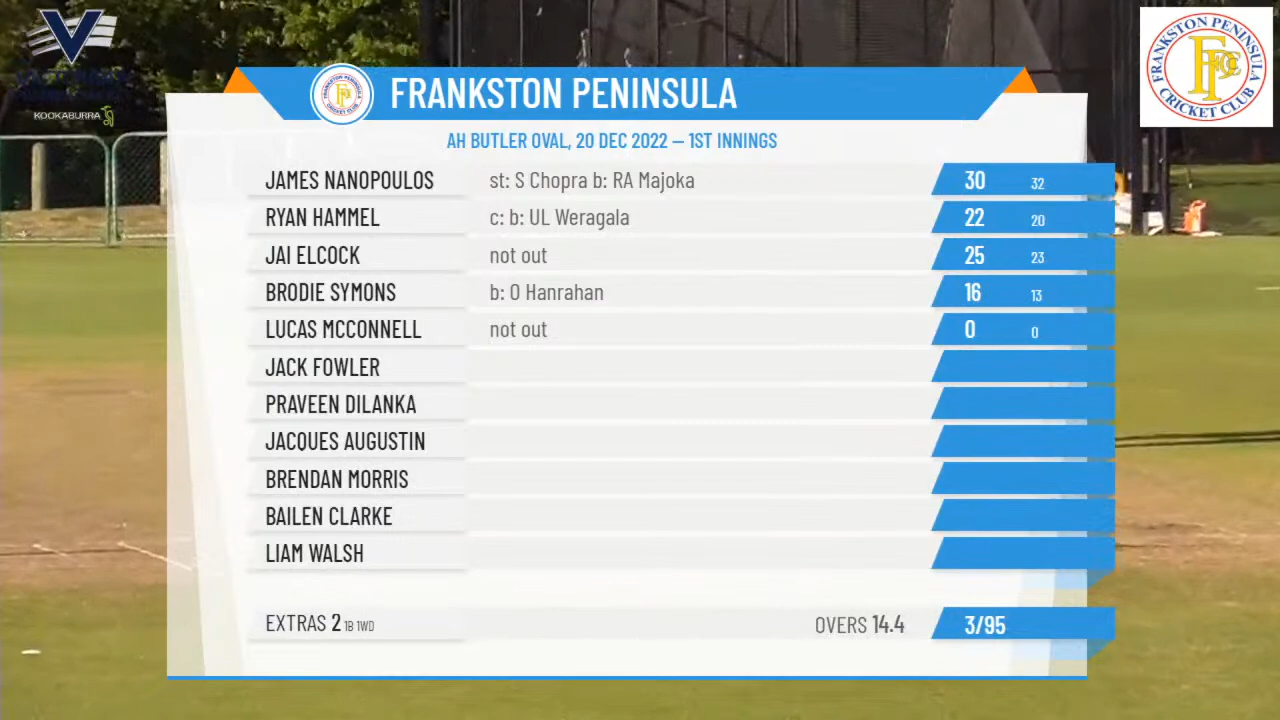 KOOKABURRA
FRANKSTON PENINSULA CRICKET CLUB
FRANKSTON PENINSULA
AH BUTLER OVAL, 20 DEC 2022 – 1ST INNINGS
JAMES NANOPOULOS st: S Chopra b: RA Majoka 30 32
RYAN HAMMEL c: b: UL Weragala 22 20
JAI ELCOCK not out 25 23
BRODIE SYMONS b: O Hanrahan 16 13
LUCAS MCCONNELL not out 0 0
JACK FOWLER
PRAVEEN DILANKA
JACQUES AUGUSTIN
BRENDAN MORRIS
BAILEN CLARKE
LIAM WALSH
EXTRAS 2 1B 1WD OVERS 14.4 3/95